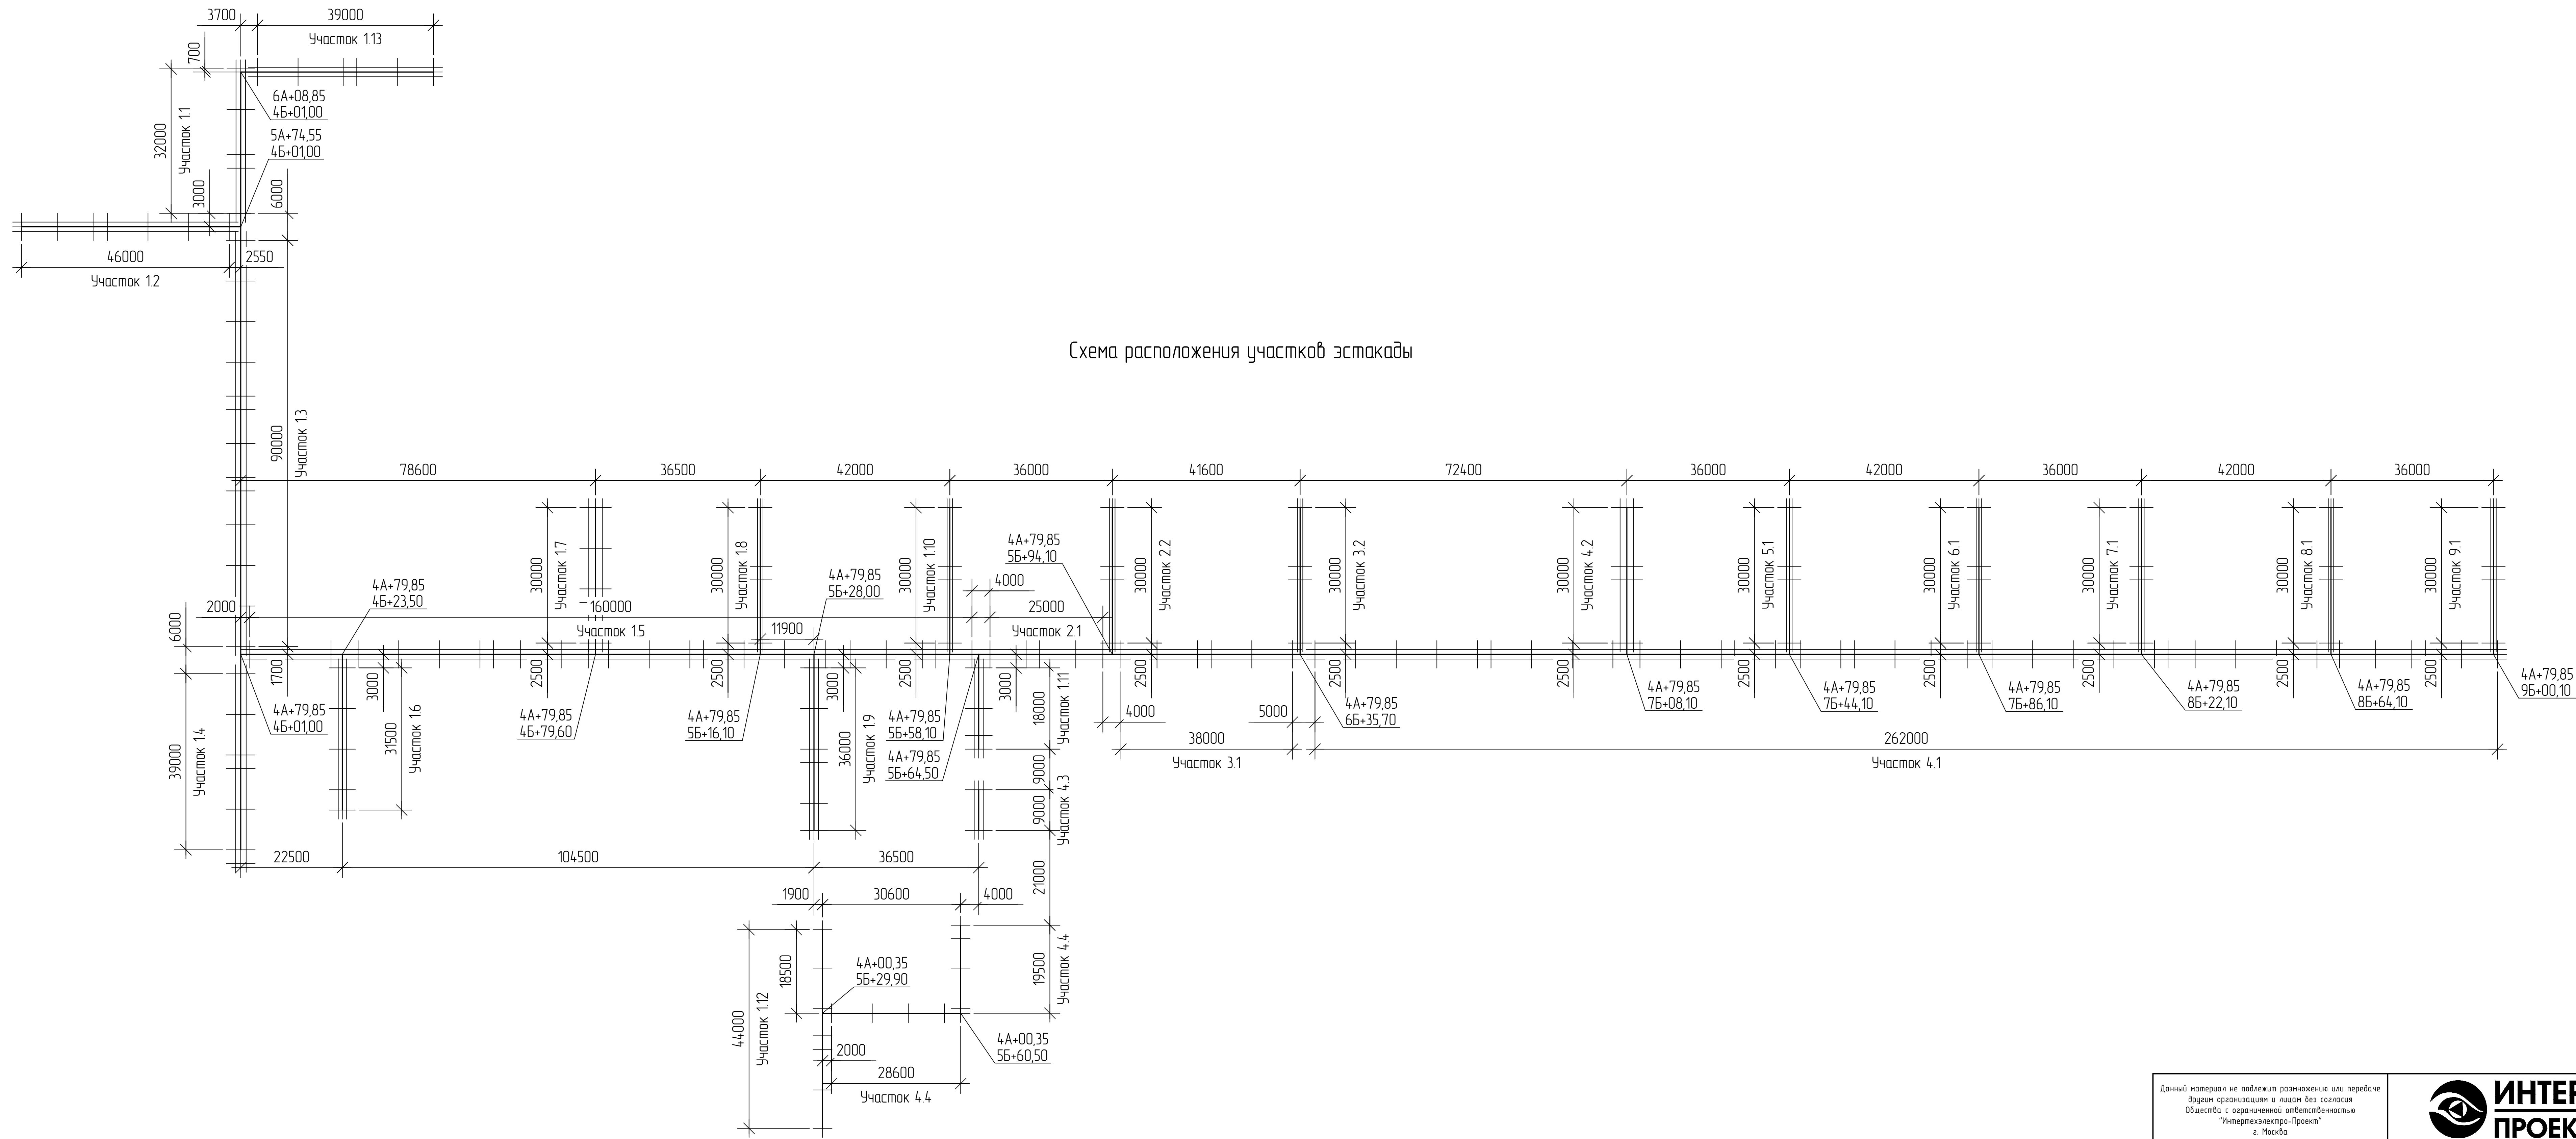 3700
39000
Участок 1.13
700
6А+08,85
4Б+01,00
5А+74,55
4Б+01,00
32000
Участок 1.1
3000
6000
46000
2550
Участок 1.2
Схема расположения участков эстакады
90000
Участок 1.3
78600
36500
42000
36000
41600
72400
36000
42000
36000
42000
36000
30000
Участок 1.7
30000
Участок 1.8
30000
Участок 1.10
30000
Участок 2.2
30000
Участок 3.2
30000
Участок 4.2
30000
Участок 5.1
30000
Участок 6.1
30000
Участок 7.1
30000
Участок 8.1
30000
Участок 9.1
4А+79,85
5Б+94,10
4А+79,85
4Б+23,50
4А+79,85
5Б+28,00
4000
2000
160000
25000
Участок 1.5
11900
Участок 2.1
6000
1700
3000
2500
2500
3000
2500
3000
2500
2500
2500
2500
2500
2500
2500
2500
4А+79,85
4Б+01,00
4А+79,85
4Б+79,60
4А+79,85
5Б+16,10
4А+79,85
5Б+58,10
4А+79,85
5Б+64,50
4А+79,85
6Б+35,70
4А+79,85
7Б+08,10
4А+79,85
7Б+44,10
4А+79,85
7Б+86,10
4А+79,85
8Б+22,10
4А+79,85
8Б+64,10
4А+79,85
9Б+00,10
39000
Участок 1.4
31500
Участок 1.6
36000
Участок 1.9
18000
Участок 1.11
4000
5000
38000
Участок 3.1
262000
Участок 4.1
9000
9000
Участок 4.3
22500
104500
36500
21000
1900
30600
4000
18500
4А+00,35
5Б+29,90
19500
Участок 4.4
44000
Участок 1.12
4А+00,35
5Б+60,50
2000
28600
Участок 4.4
Данный материал не подлежит размножению или передаче
другим организациям и лицам без согласия
Общества с ограниченной ответственностью
"Интертехэлектро-Проект"
г. Москва
ИНТЕР
ПРОЕК